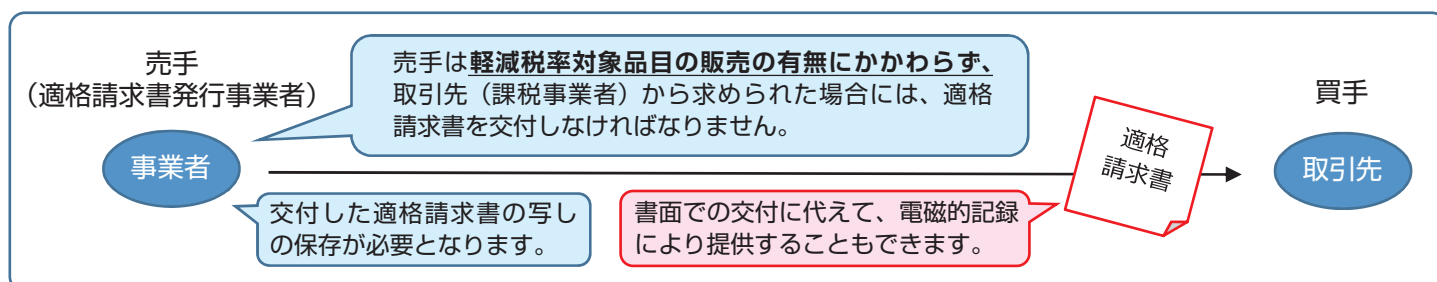 売手
（適格請求書発行事業者）
事業者
売手は軽減税率対象品目の販売の有無にかかわらず、
取引先（課税事業者）から求められた場合には、適格
請求書を交付しなければなりません。
交付した適格請求書の写し
の保存が必要となります。
書面での交付に代えて、電磁的記録
により提供することもできます。
適格
請求書
買手
取引先